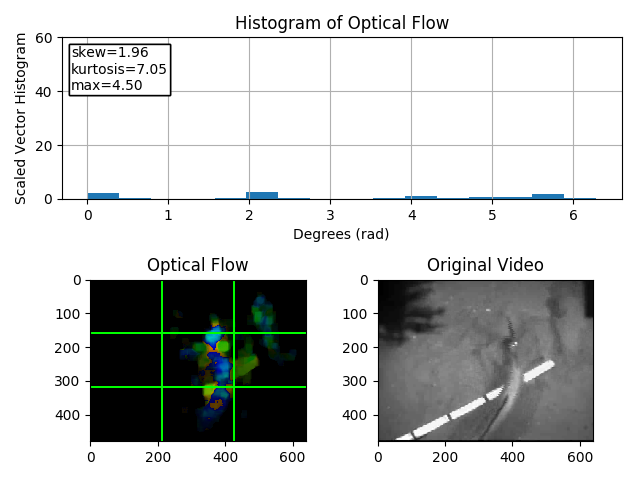 Histogram of Optical Flow
Scaled Vector Histogram
60
40
20
0
skew=1.96
kurtosis=7.05
max=4.50
0 1 2 3 4 5 6
Degrees (rad)
Optical Flow
0
100
200
300
400
0 200 400 600
Original Video
0
100
200
300
400
0 200 400 600